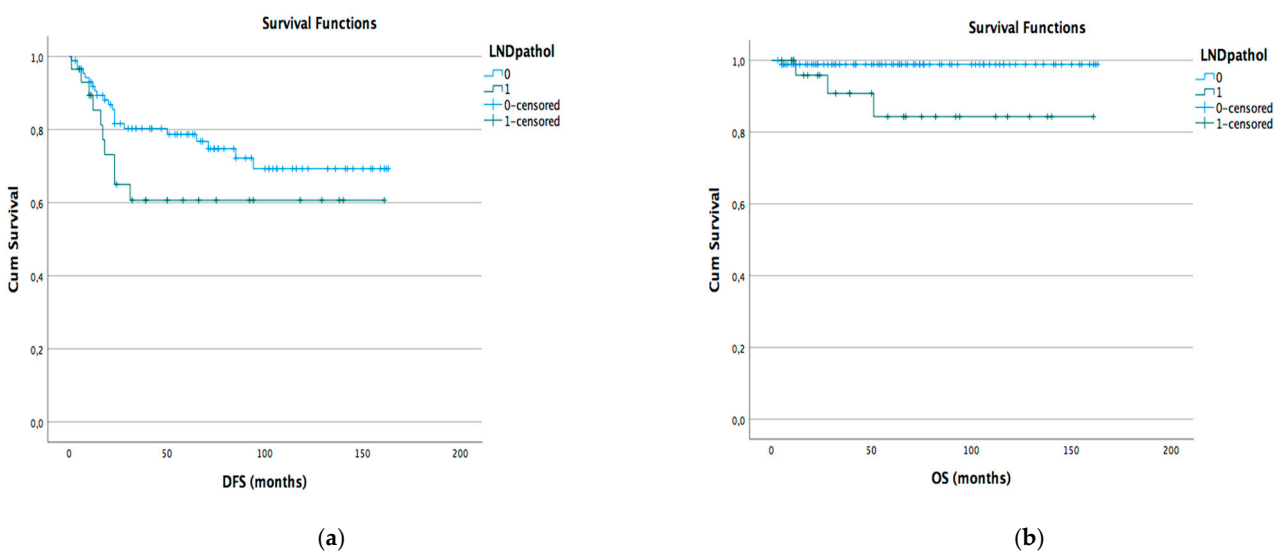 Survival Functions
LNDpathol
0
1
0-censored
1-censored
Cum Survival
1,0
0,8
0,6
0,4
0,2
0,0
0 50 100 150 200
DFS (months)
(a)
Survival Functions
LNDpathol
0
1
0-censored
1-censored
Cum Survival
1,0
0,8
0,6
0,4
0,2
0,0
0 50 100 150 200
OS (months)
(b)